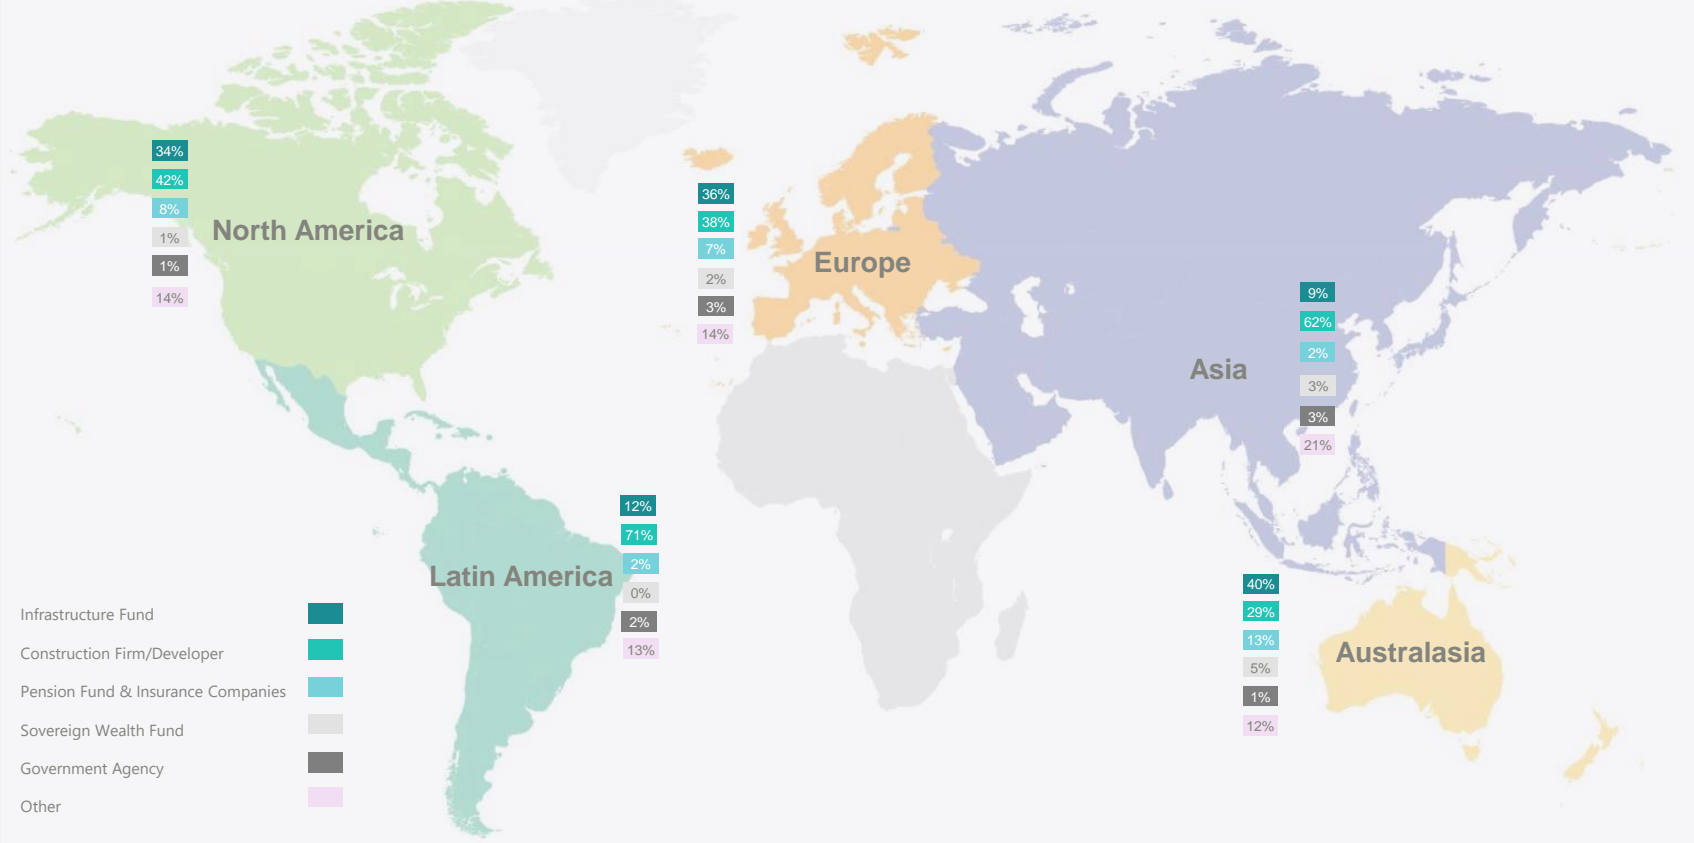 34%
42%
8%
1%
1%
14%
North America
36%
38%
7%
2%
3%
14%
Europe
9%
62%
2%
3%
3%
21%
Asia
12%
71%
2%
0%
2%
13%
Latin America
40%
29%
13%
5%
1%
12%
Australasia
Infrastructure Fund
Construction Firm/Developer
Pension Fund & Insurance Companies
Sovereign Wealth Fund
Government Agency
Other